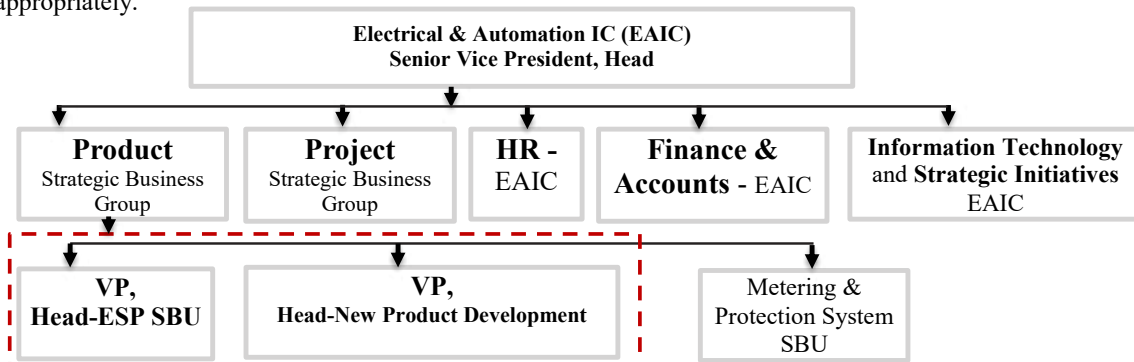 appropriately.
Electrical & Automation IC (EAIC)
Senior Vice President, Head
Product
Strategic Business
Group
Project
Strategic Business
Group
HR -
EAIC
Finance &
Accounts - EAIC
Information Technology
and Strategic Initiatives
EAIC
VP,
Head-ESP SBU
VP,
Head-New Product Development
Metering &
Protection System
SBU